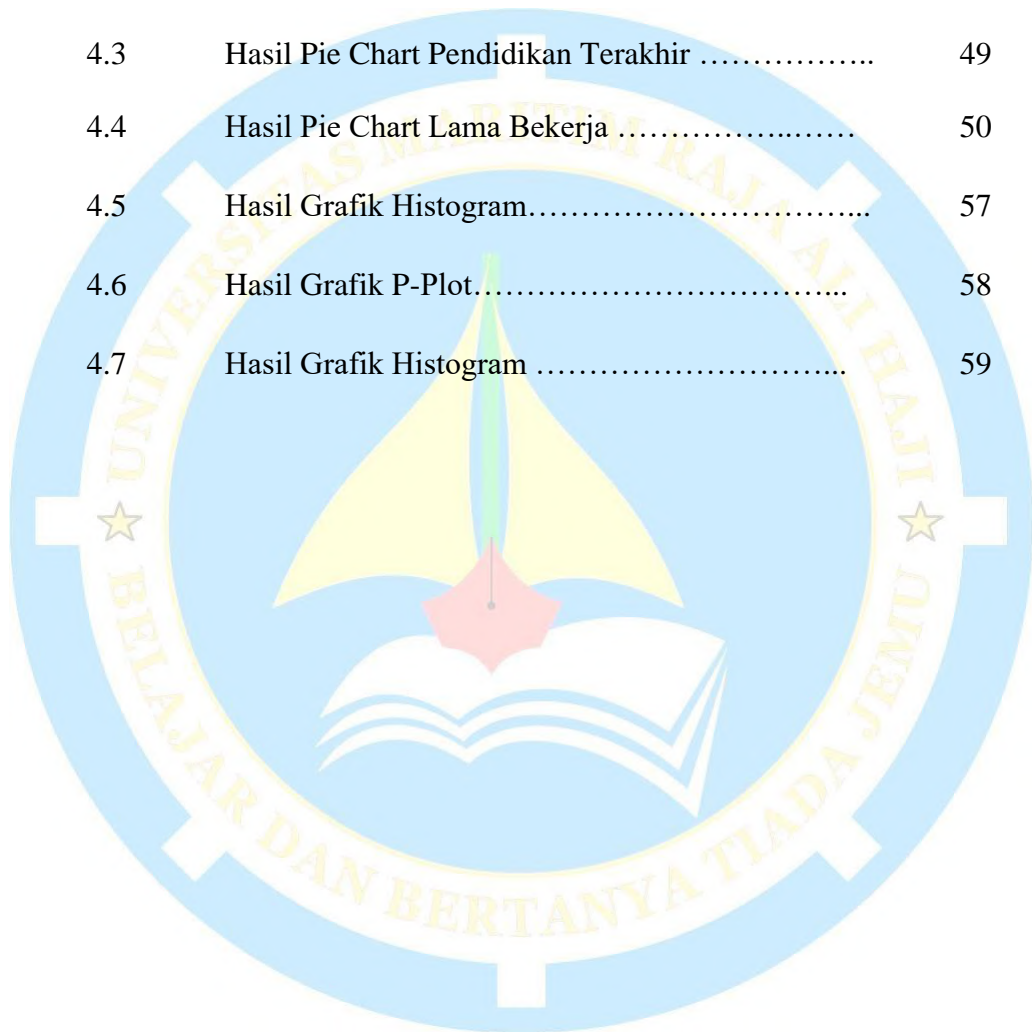 4.3 Hasil Pie Chart Pendidikan Terakhir …………….. 49
4.4 Hasil Pie Chart Lama Bekerja ……………..…… 50
4.5 Hasil Grafik Histogram…………………………... 57
4.6 Hasil Grafik P-Plot……………………………... 58
4.7 Hasil Grafik Histogram ………………………... 59
UNIVERSITAS MARITIM RAJA ALI HAJI
BELAJAR DAN BERTANYA TIADA JEMU